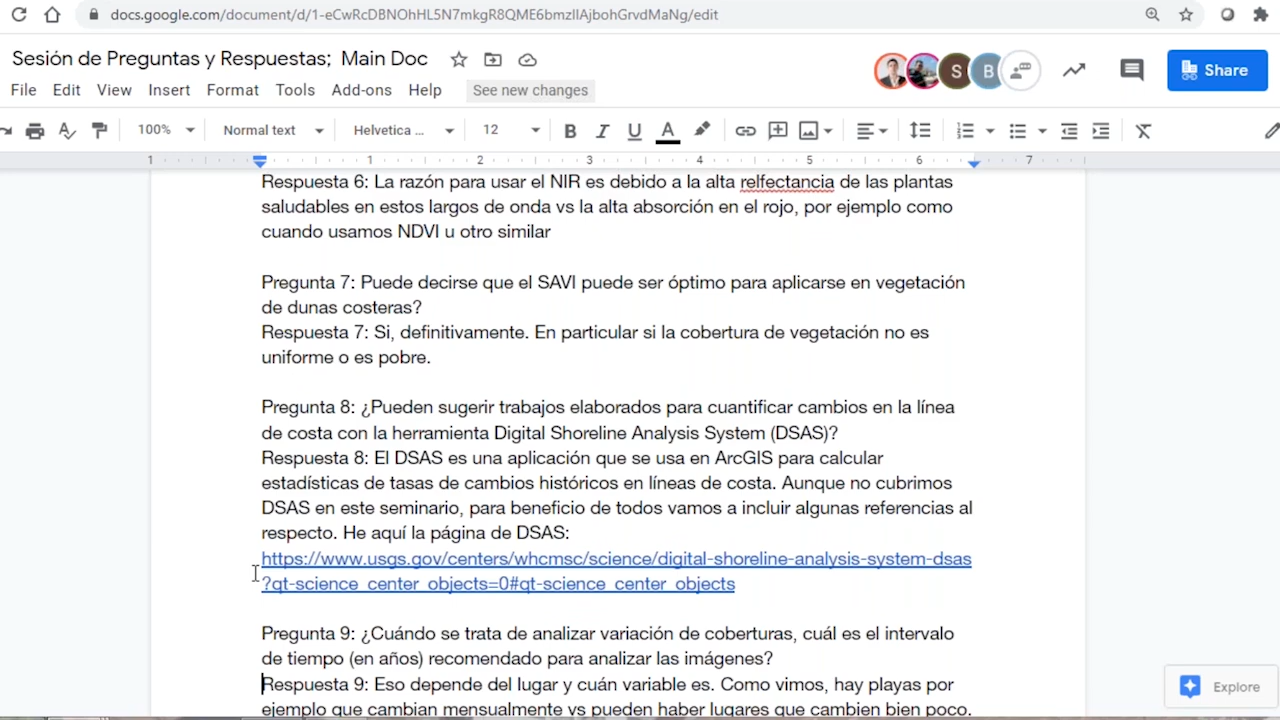 docs.google.com/document/d/1-eCwRcDBNOhHL5N7mkgR8QME6bmzIIAjbohGrvdMaNg/edit
Sesión de Preguntas y Respuestas;  Main Doc
S
B
Share
File Edit View Insert Format Tools Add-ons Help See new changes
100% Normal text Helvetica ... 12 B I U A
1 1 2 3 4 5 6 7
Respuesta 6: La razón para usar el NIR es debido a la alta relfectancia de las plantas
saludables en estos largos de onda vs la alta absorción en el rojo, por ejemplo como
cuando usamos NDVI u otro similar
Pregunta 7: Puede decirse que el SAVI puede ser óptimo para aplicarse en vegetación
de dunas costeras?
Respuesta 7: Si, definitivamente. En particular si la cobertura de vegetación no es
uniforme o es pobre.
Pregunta 8: ¿Pueden sugerir trabajos elaborados para cuantificar cambios en la línea
de costa con la herramienta Digital Shoreline Analysis System (DSAS)?
Respuesta 8: El DSAS es una aplicación que se usa en ArcGIS para calcular
estadísticas de tasas de cambios históricos en líneas de costa. Aunque no cubrimos
DSAS en este seminario, para beneficio de todos vamos a incluir algunas referencias al
respecto. He aquí la página de DSAS:
https://www.usgs.gov/centers/whcmsc/science/digital-shoreline-analysis-system-dsas
?qt-science_center_objects=0#qt-science_center_objects
Pregunta 9: ¿Cuándo se trata de analizar variación de coberturas, cuál es el intervalo
de tiempo (en años) recomendado para analizar las imágenes?
Respuesta 9: Eso depende del lugar y cuán variable es. Como vimos, hay playas por
ejemplo que cambian mensualmente vs pueden haber lugares que cambien bien poco.
Explore